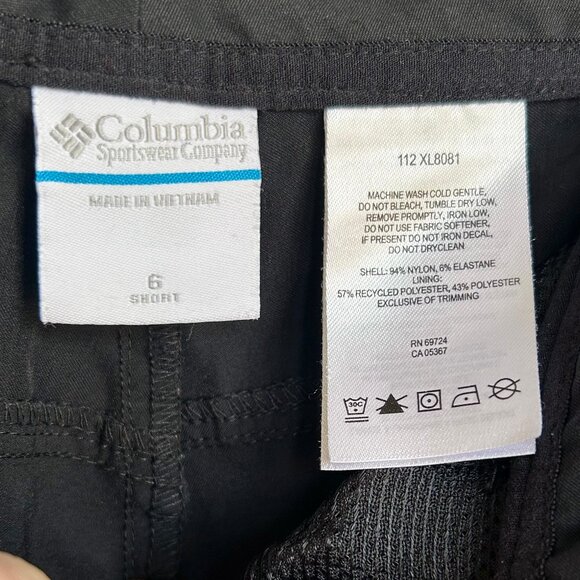 Columbia
Sportswear Company
MADE IN VIETNAM
6
SHORT
112 XL8081
MACHINE WASH COLD GENTLE,
DO NOT BLEACH, TUMBLE DRY LOW,
REMOVE PROMPTLY, IRON LOW,
DO NOT USE FABRIC SOFTENER,
IF PRESENT DO NOT IRON DECAL,
DO NOT DRYCLEAN
SHELL: 94% NYLON, 6% ELASTANE
LINING:
57% RECYCLED POLYESTER, 43% POLYESTER
EXCLUSIVE OF TRIMMING
RN 69724
CA 05367
30C